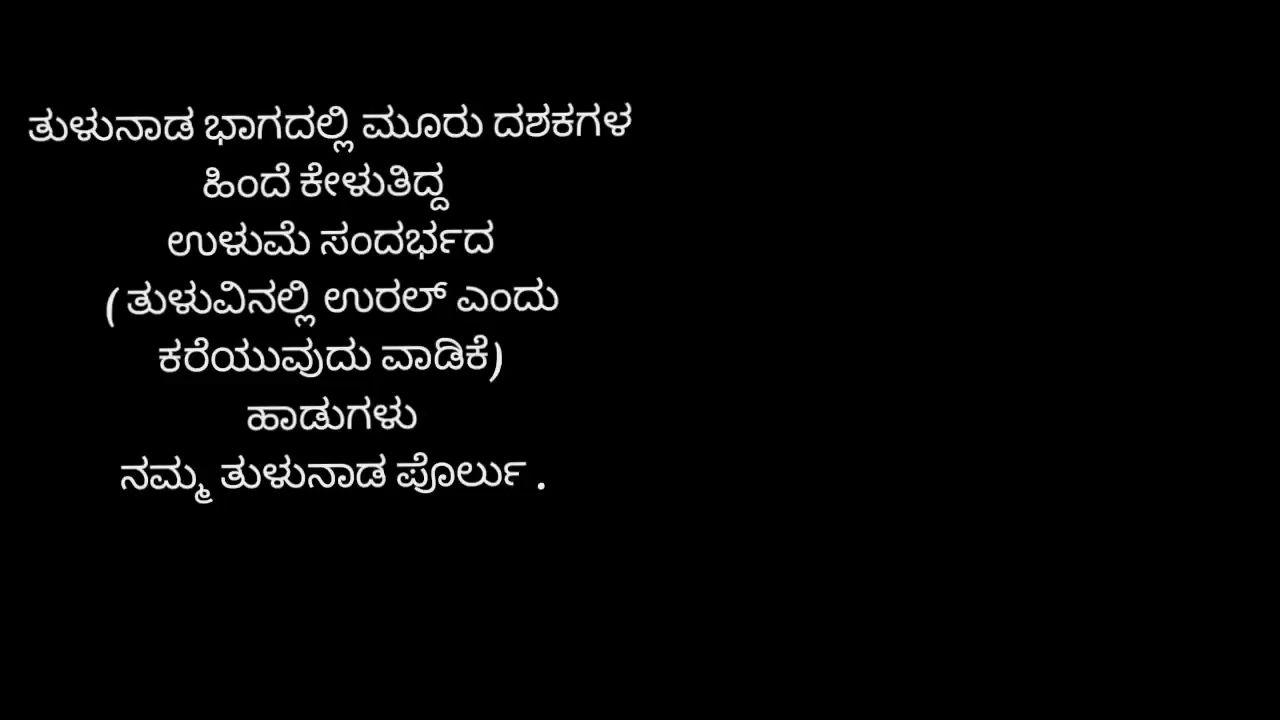 ತುಳುನಾಡ ಭಾಗದಲ್ಲಿ ಮೂರು ದಶಕಗಳ
ಹಿಂದೆ ಕೇಳುತಿದ್ದ
ಉಳುಮೆ ಸಂದರ್ಭದ
( ತುಳುವಿನಲ್ಲಿ ಉರಲ್ ಎಂದು
ಕರೆಯುವುದು ವಾಡಿಕೆ)
ಹಾಡುಗಳು
ನಮ್ಮ ತುಳುನಾಡ ಪೊರ್ಲು .